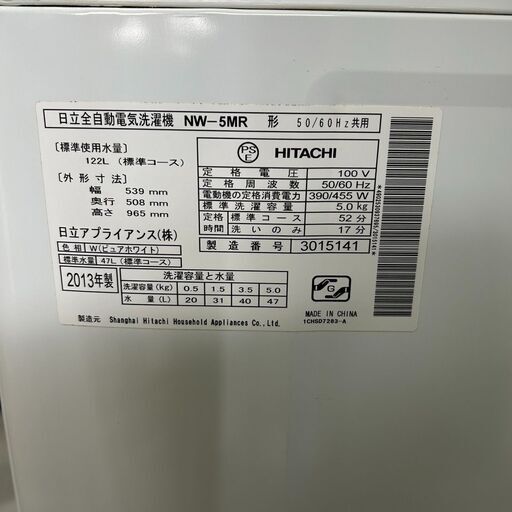 日立全自動電気洗濯機 NW-5MR 形 50/60Hz共用
〔標準使用水量〕
122L (標準コース)
〔外形寸法〕
幅 539 mm
奥行 508 mm
高さ 965 mm
日立アプライアンス(株)
色相 W(ピュアホワイト)
標準水量 47L(標準コース)
PS
E
HITACHI
定格電圧 100 V
定格周波数 50/60 Hz
電動機の定格消費電力 390/455 W
標準洗濯容量 5.0kg
定格 標準コース 52 分
時間 洗いのみ 17 分
製造番号 3015141
2013年製
洗濯容量と水量
洗濯容量(kg) 0.5 1.5 3.5 5.0
水量(L) 20 31 40 47
G
MADE IN CHINA
1CHSD7283-A
製造元 Shanghai Hitachi Household Appliances Co.,Ltd.